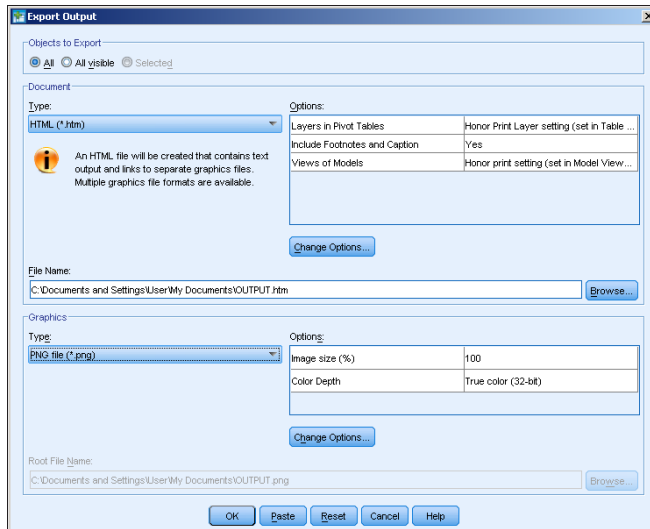 Export Output
Objects to Export
All All visible Selected
Document
Type:
HTML (*.htm)
An HTML file will be created that contains text
output and links to separate graphics files.
Multiple graphics file formats are available.
Options:
Layers in Pivot Tables Honor Print Layer setting (set in Table ...
Include Footnotes and Caption Yes
Views of Models Honor print setting (set in Model View...
Change Options...
File Name:
C:\Documents and Settings\User\My Documents\OUTPUT.htm
Browse...
Graphics
Type:
PNG file (*.png)
Options:
Image size (%) 100
Color Depth True color (32-bit)
Change Options...
Root File Name:
C:\Documents and Settings\User\My Documents\OUTPUT.png
Browse...
OK Paste Reset Cancel Help